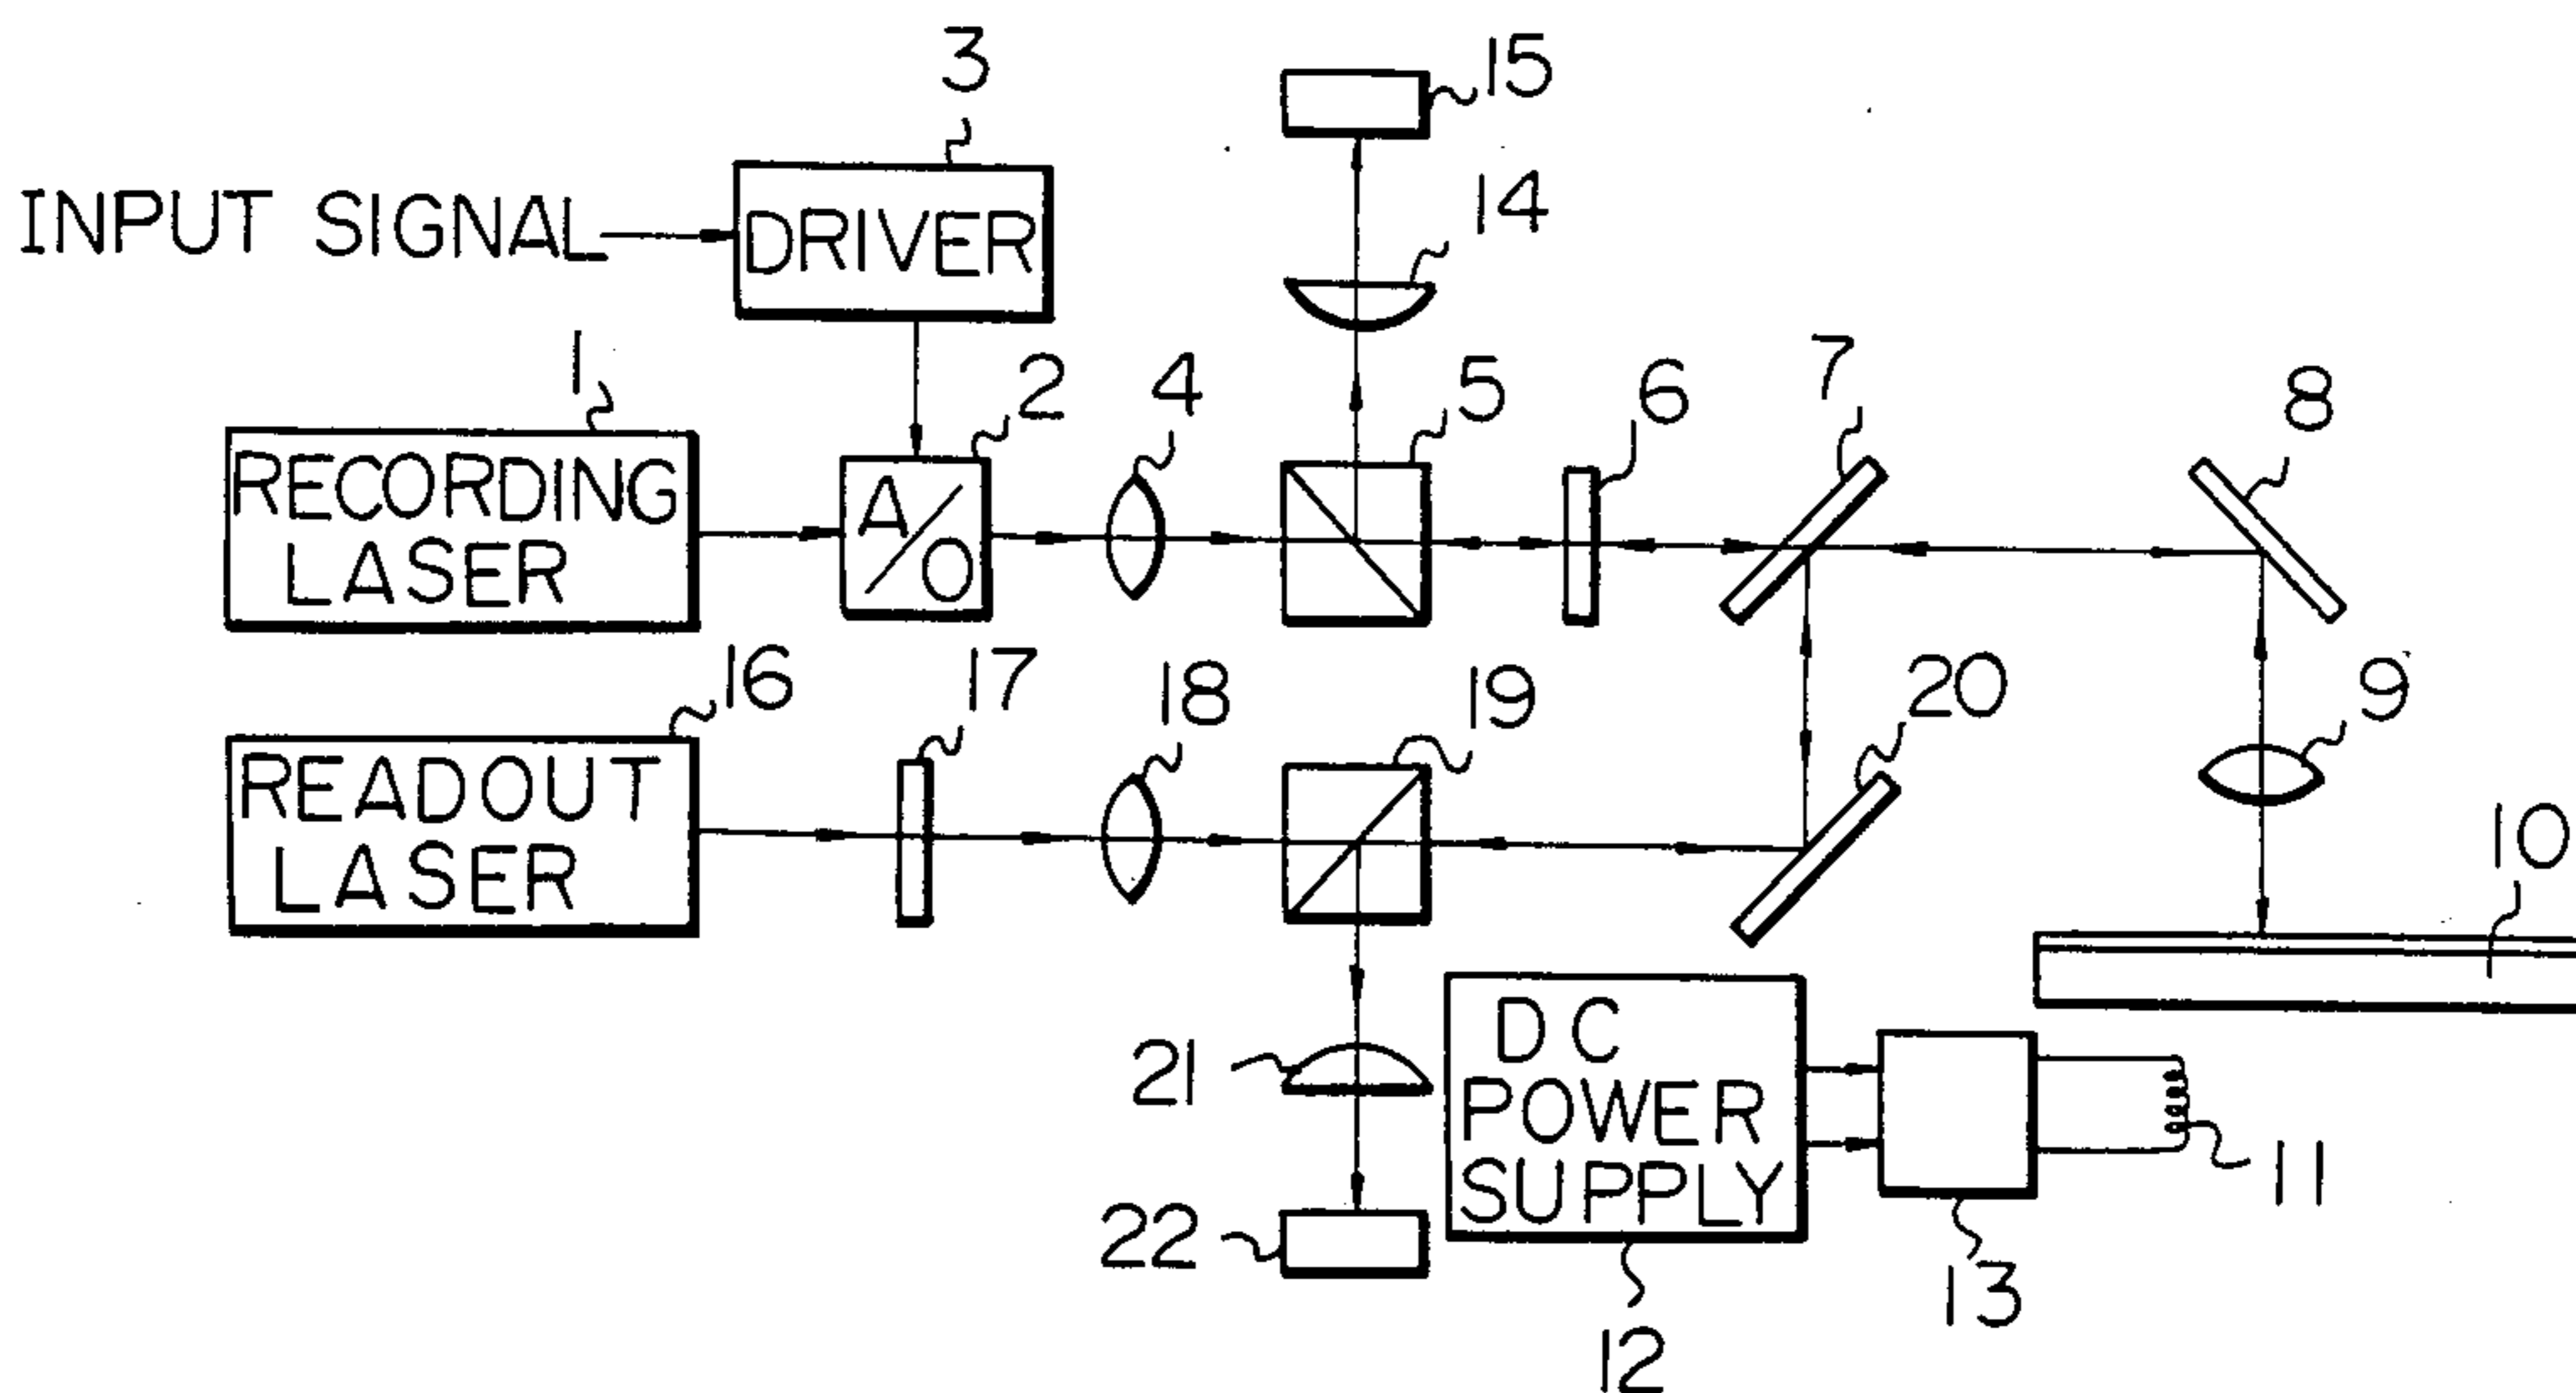 3
15
INPUT SIGNAL
DRIVER
14
1
2
4
5
6
7
8
RECORDING
LASER
A/O
16
17
18
19
20
9
READOUT
LASER
10
21
DC
POWER
SUPPLY
11
22
13
12